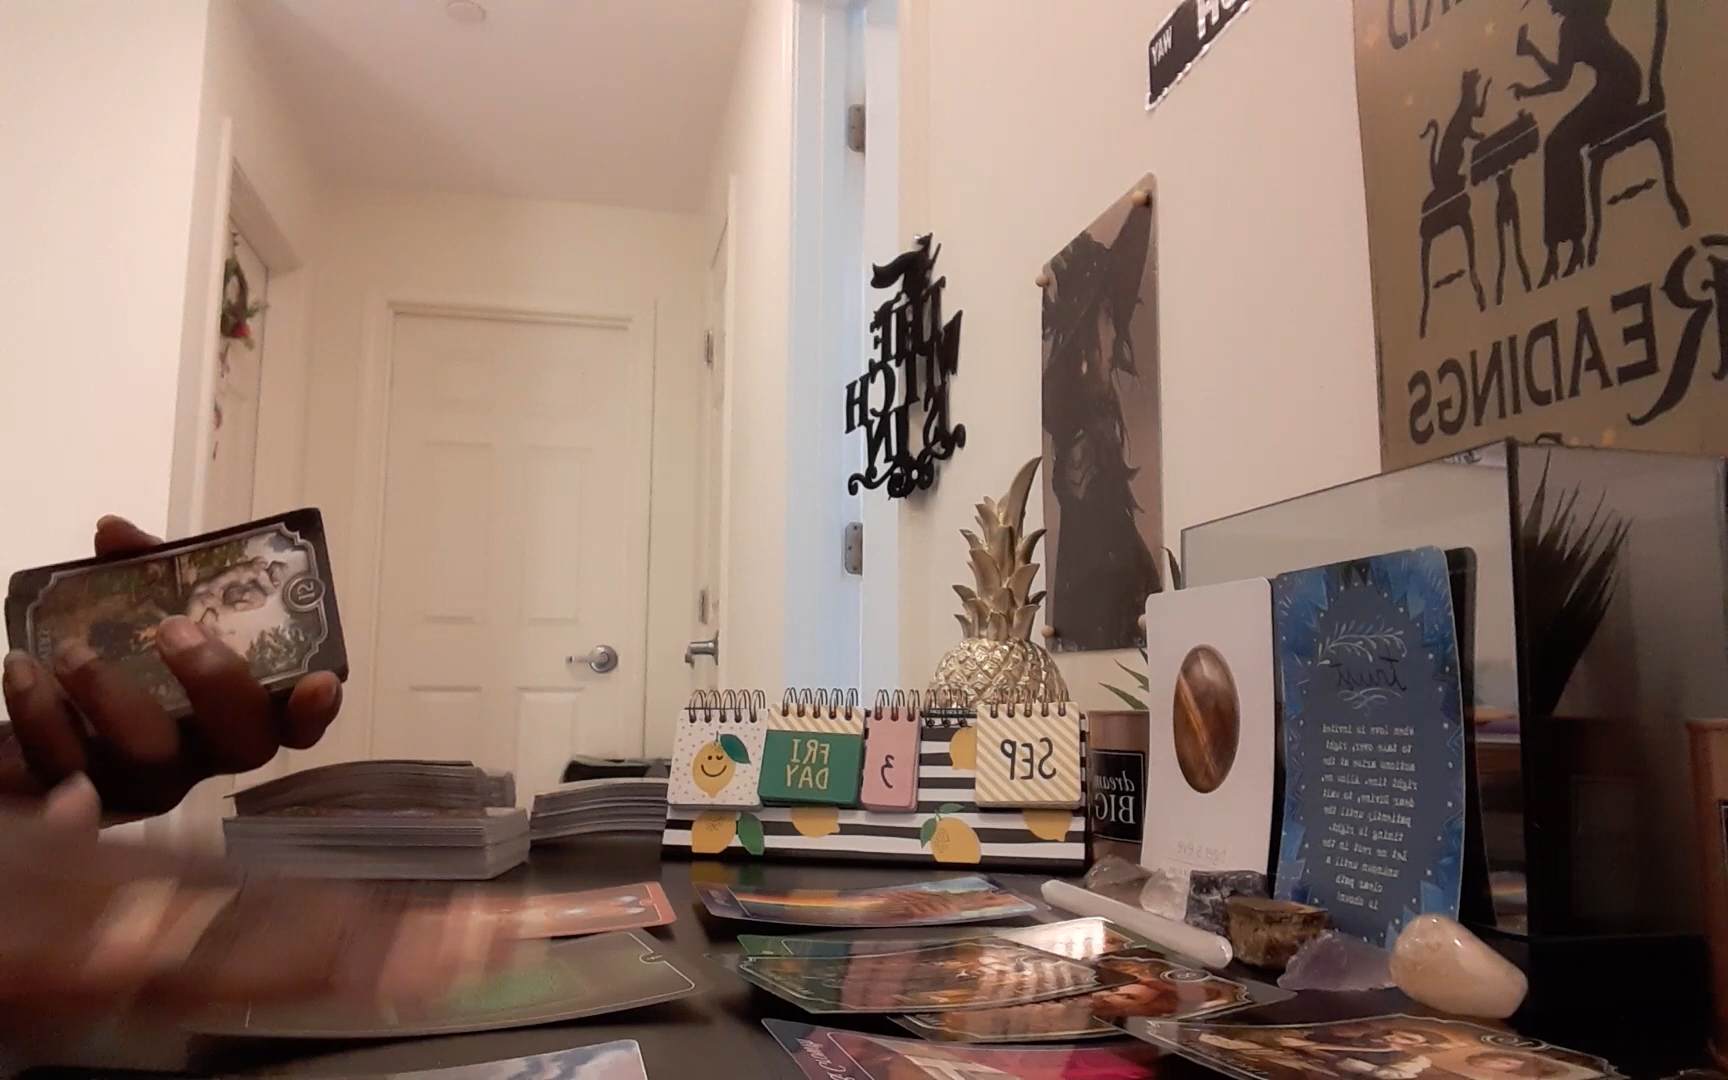 WAY
READINGS
THE
WITCH
IS
IN
FRI
DAY
3
SEP
dream
BIG
12
trust
When love is invited
to take over, right
actions arise at the
right time. Allow me,
dear Divine, to wait
patiently until the
timing is right.
Let me rest in the
unknown until a
clear path
is shown!
tiger's eye